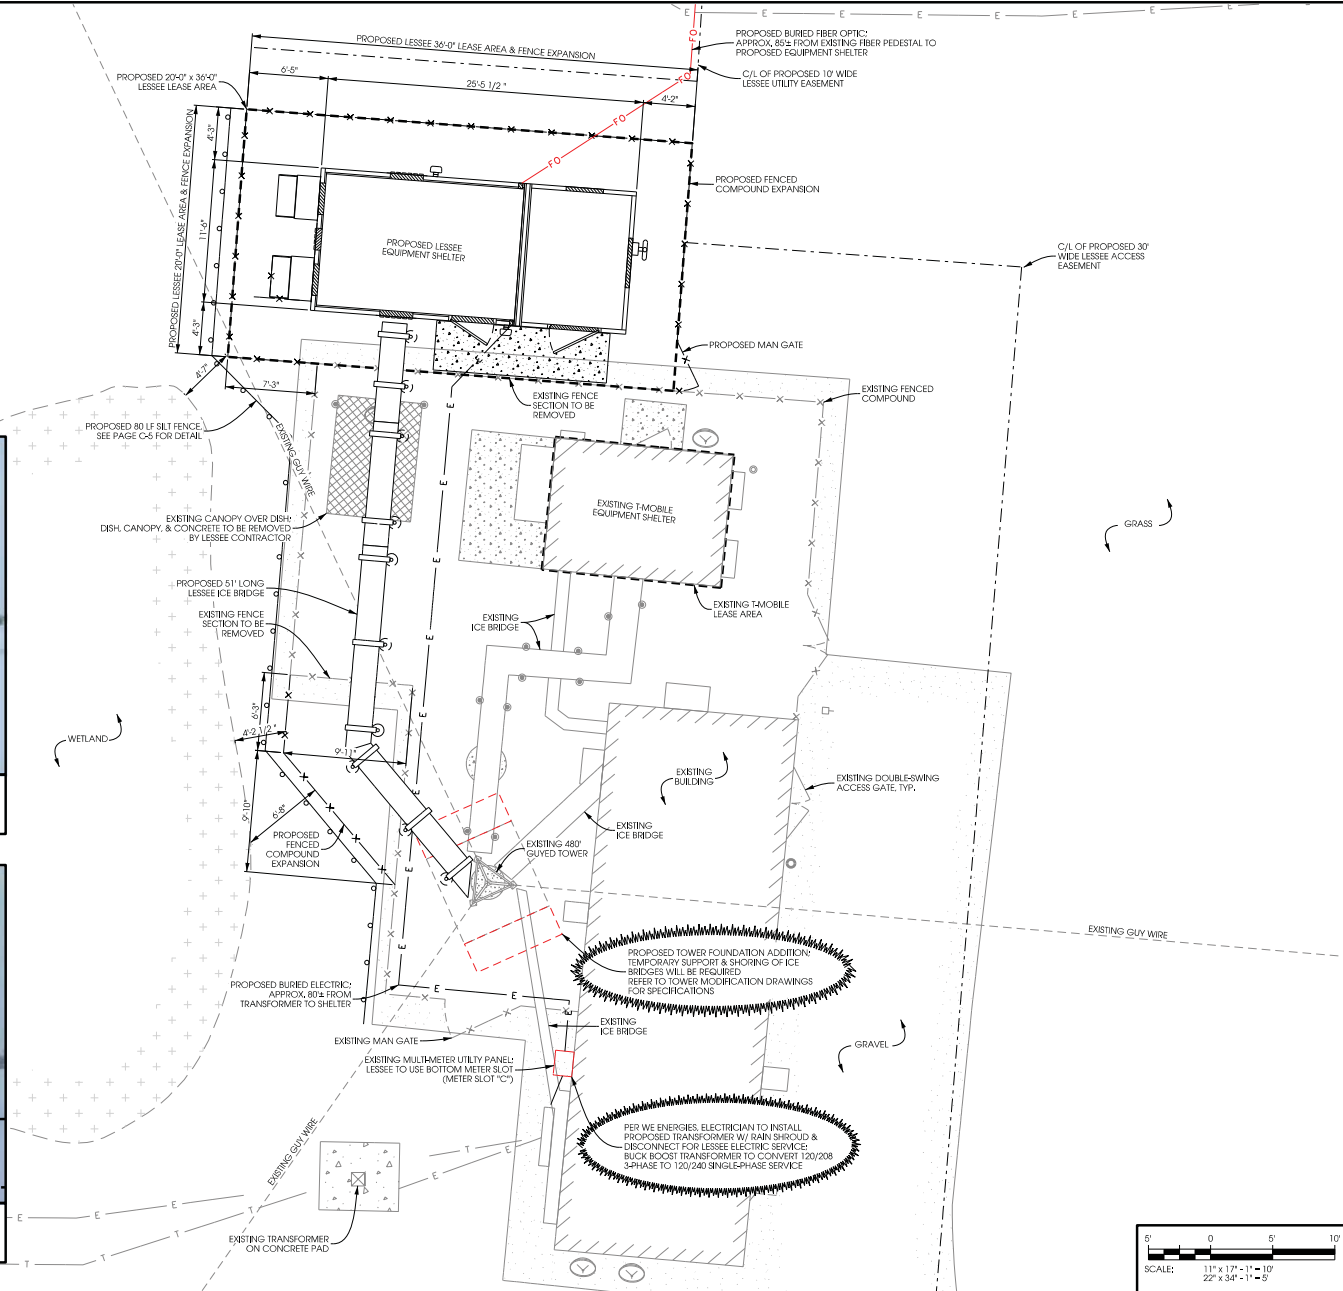 E E E E E E
PROPOSED BURIED FIBER OPTIC:
APPROX. 85'± FROM EXISTING FIBER PEDESTAL TO
PROPOSED EQUIPMENT SHELTER
C/L OF PROPOSED 10' WIDE
LESSEE UTILITY EASEMENT
PROPOSED LESSEE 36'-0" LEASE AREA & FENCE EXPANSION
PROPOSED 20'-0" x 36'-0"
LESSEE LEASE AREA
6'-5"
25'-5 1/2 "
4'-2"
FO
FO
FO
FO
PROPOSED LESSEE 20'-0" LEASE AREA & FENCE EXPANSION
4'-3"
11'-6"
4'-3"
PROPOSED FENCED
COMPOUND EXPANSION
PROPOSED LESSEE
EQUIPMENT SHELTER
C/L OF PROPOSED 30'
WIDE LESSEE ACCESS
EASEMENT
PROPOSED MAN GATE
EXISTING FENCED
COMPOUND
4'-7"
7'-3"
E
E
EXISTING FENCE
SECTION TO BE
REMOVED
PROPOSED 80 LF SILT FENCE.
SEE PAGE C-5 FOR DETAIL
EXISTING GUY WIRE
EXISTING T-MOBILE
EQUIPMENT SHELTER
EXISTING CANOPY OVER DISH:
DISH, CANOPY, & CONCRETE TO BE REMOVED
BY LESSEE CONTRACTOR
GRASS
PROPOSED 51' LONG
LESSEE ICE BRIDGE
EXISTING FENCE
SECTION TO BE
REMOVED
EXISTING
ICE BRIDGE
EXISTING T-MOBILE
LEASE AREA
E
E
E
E
E
6'-3"
4'-2 1/2 "
9'-11"
WETLAND
EXISTING
BUILDING
EXISTING DOUBLE-SWING
ACCESS GATE, TYP.
9'-10"
6'-8"
PROPOSED
FENCED
COMPOUND
EXPANSION
EXISTING
ICE BRIDGE
EXISTING 480'
GUYED TOWER
EXISTING GUY WIRE
PROPOSED TOWER FOUNDATION ADDITION:
TEMPORARY SUPPORT & SHORING OF ICE
BRIDGES WILL BE REQUIRED
REFER TO TOWER MODIFICATION DRAWINGS
FOR SPECIFICATIONS
PROPOSED BURIED ELECTRIC:
APPROX. 80'± FROM
TRANSFORMER TO SHELTER
E E E
E
EXISTING
ICE BRIDGE
EXISTING MAN GATE
GRAVEL
EXISTING MULTI-METER UTILTY PANEL:
LESSEE TO USE BOTTOM METER SLOT
(METER SLOT "C")
PER WE ENERGIES, ELECTRICIAN TO INSTALL
PROPOSED TRANSFORMER W/ RAIN SHROUD &
DISCONNECT FOR LESSEE ELECTRIC SERVICE:
BUCK BOOST TRANSFORMER TO CONVERT 120/208
3-PHASE TO 120/240 SINGLE-PHASE SERVICE
EXISTING GUY WIRE
E E E E E E
T T T T T T
EXISTING TRANSFORMER
ON CONCRETE PAD
5' 0 5' 10'
SCALE: 11" x 17" - 1" = 10'
22" x 34" - 1" = 5'